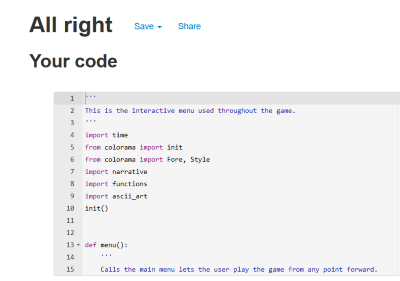 All right
Save Share
Your code
1 '''
2 This is the interactive menu used throughout the game.
3 '''
4 import time
5 from colorama import init
6 from colorama import Fore, Style
7 import narrative
8 import functions
9 import ascii_art
10 init()
11
12
13 def menu():
14 '''
15 Calls the main menu lets the user play the game from any point forward.